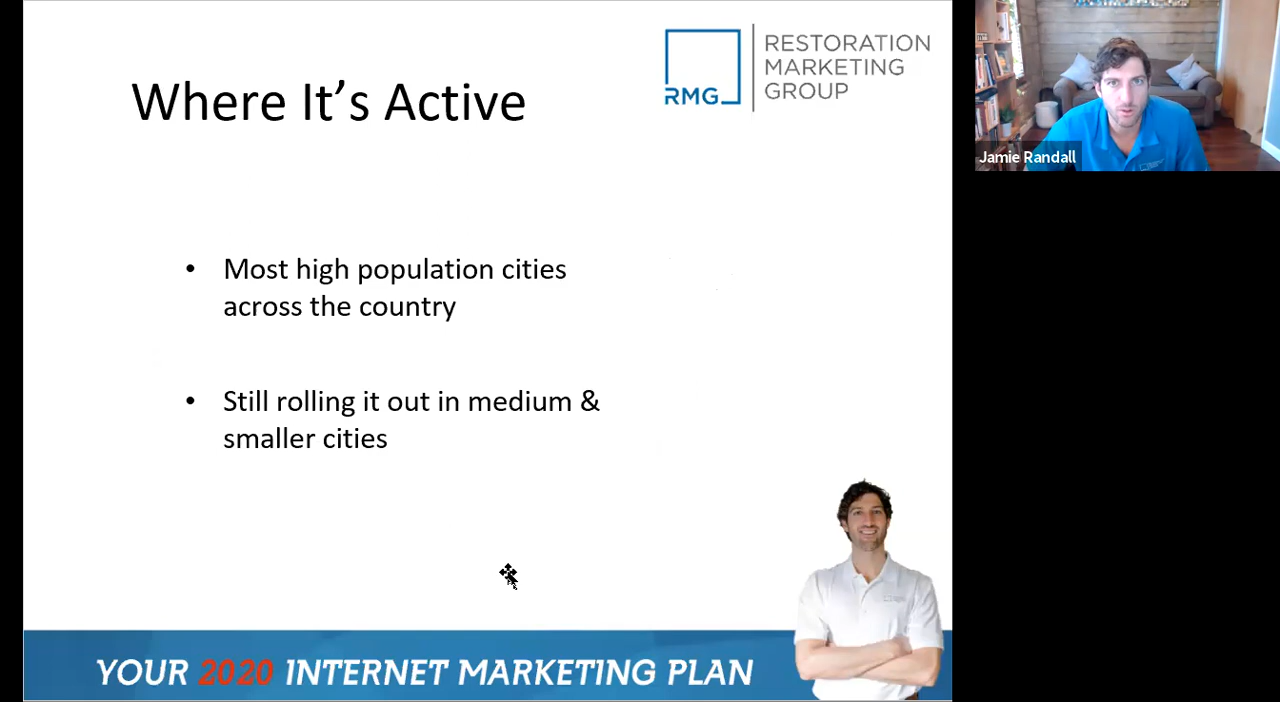 Where It's Active
RMG
RESTORATION
MARKETING
GROUP
Jamie Randall
• Most high population cities
across the country
• Still rolling it out in medium &
smaller cities
YOUR 2020 INTERNET MARKETING PLAN